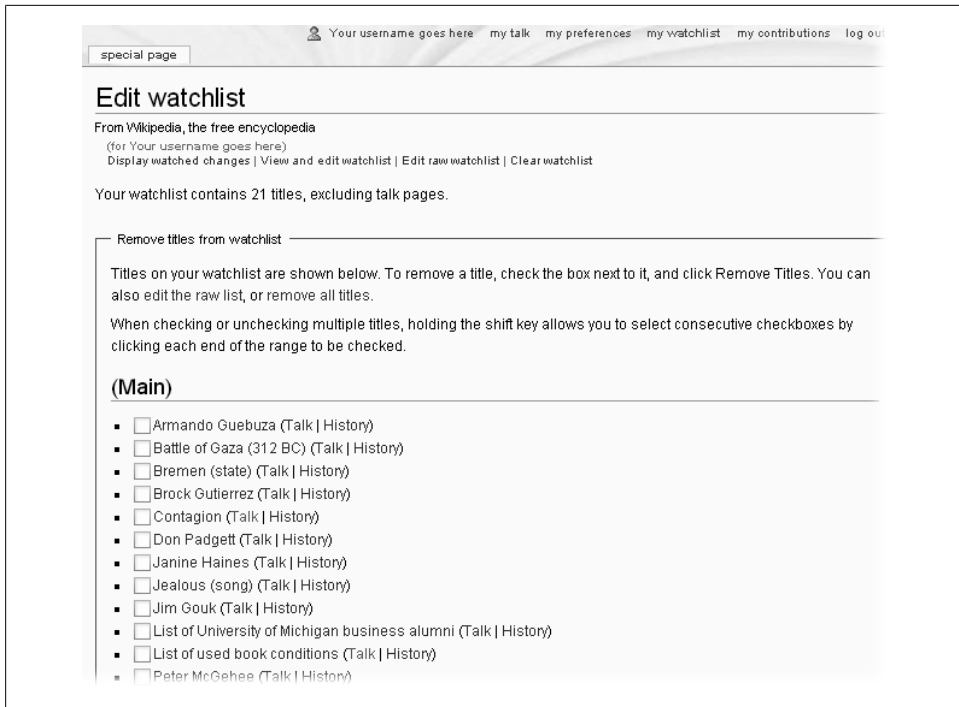 Your username goes here my talk my preferences my watchlist my contributions log out
special page
Edit watchlist
From Wikipedia, the free encyclopedia
(for Your username goes here)
Display watched changes | View and edit watchlist | Edit raw watchlist | Clear watchlist
Your watchlist contains 21 titles, excluding talk pages.
Remove titles from watchlist
Titles on your watchlist are shown below. To remove a title, check the box next to it, and click Remove Titles. You can
also edit the raw list, or remove all titles.
When checking or unchecking multiple titles, holding the shift key allows you to select consecutive checkboxes by
clicking each end of the range to be checked.
(Main)
Armando Guebuza (Talk | History)
Battle of Gaza (312 BC) (Talk | History)
Bremen (state) (Talk | History)
Brock Gutierrez (Talk | History)
Contagion (Talk | History)
Don Padgett (Talk | History)
Janine Haines (Talk | History)
Jealous (song) (Talk | History)
Jim Gouk (Talk | History)
List of University of Michigan business alumni (Talk | History)
List of used book conditions (Talk | History)
Peter McGehee (Talk | History)